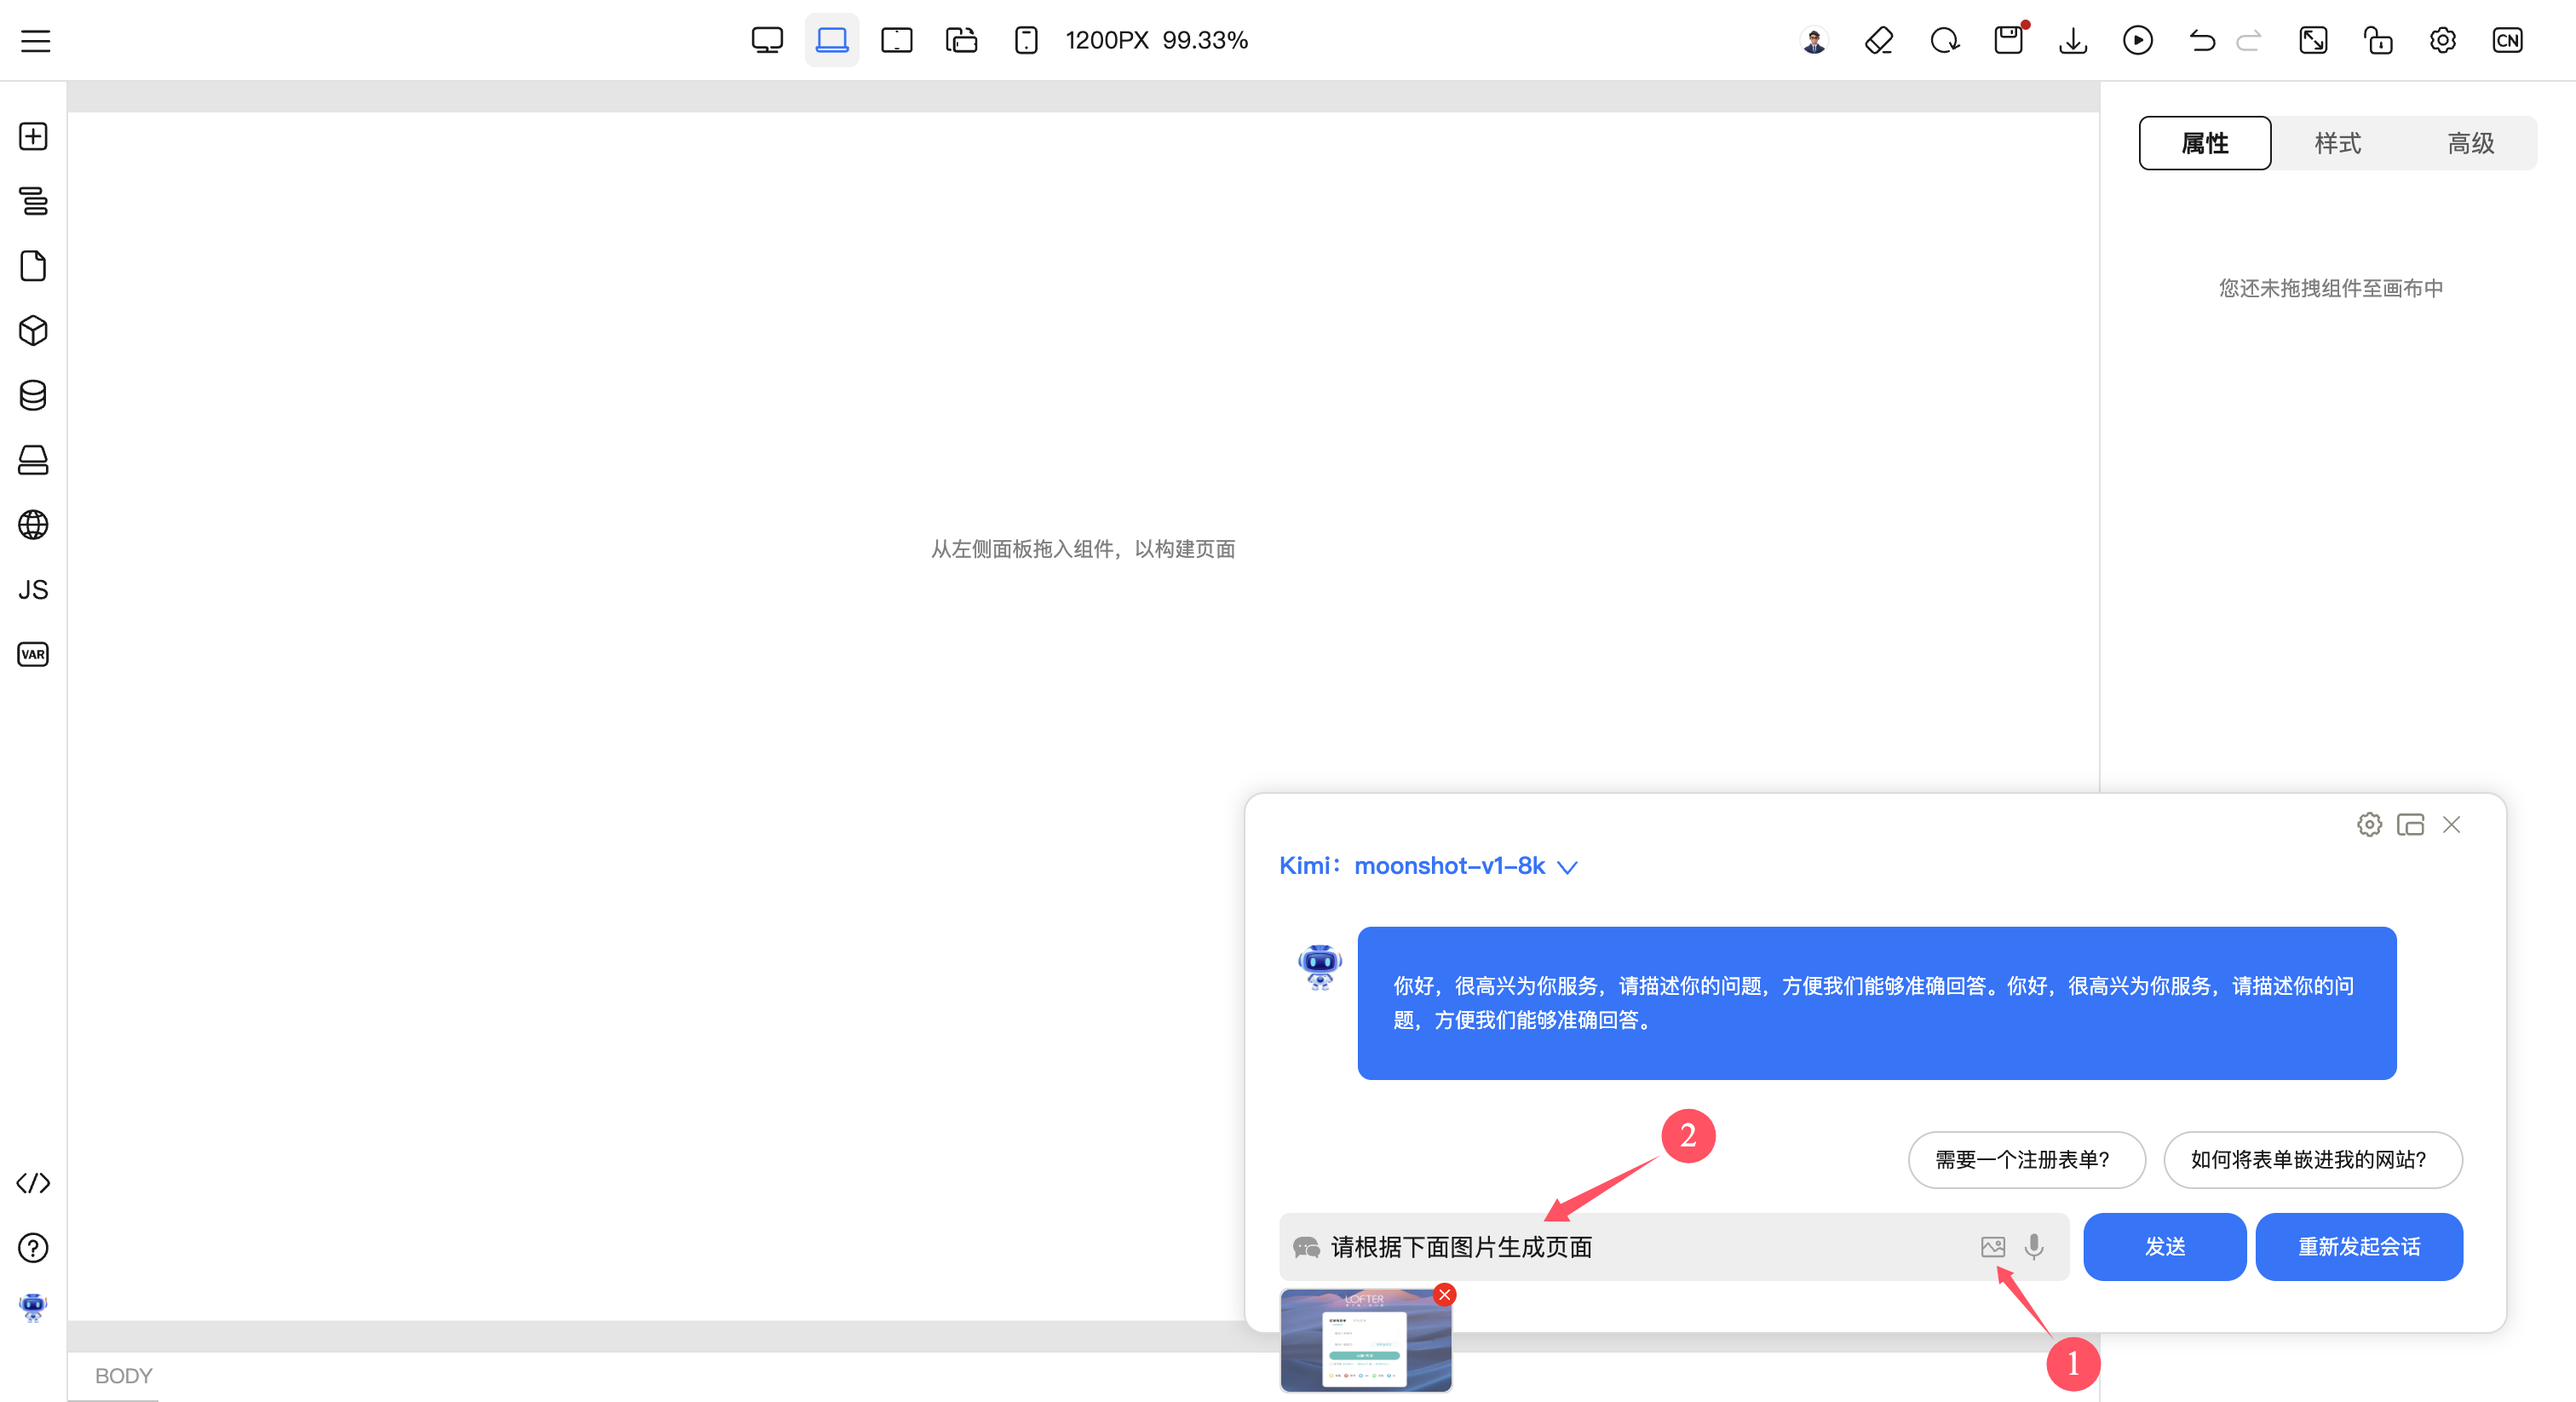 1200PX 99.33%
CN
属性
样式
高级
您还未拖拽组件至画布中
从左侧面板拖入组件，以构建页面
JS
VAR
Kimi：moonshot-v1-8k
你好，很高兴为你服务，请描述你的问题，方便我们能够准确回答。你好，很高兴为你服务，请描述你的问
题，方便我们能够准确回答。
2
需要一个注册表单？
如何将表单嵌进我的网站？
请根据下面图片生成页面
发送
重新发起会话
LOFTER
1
BODY